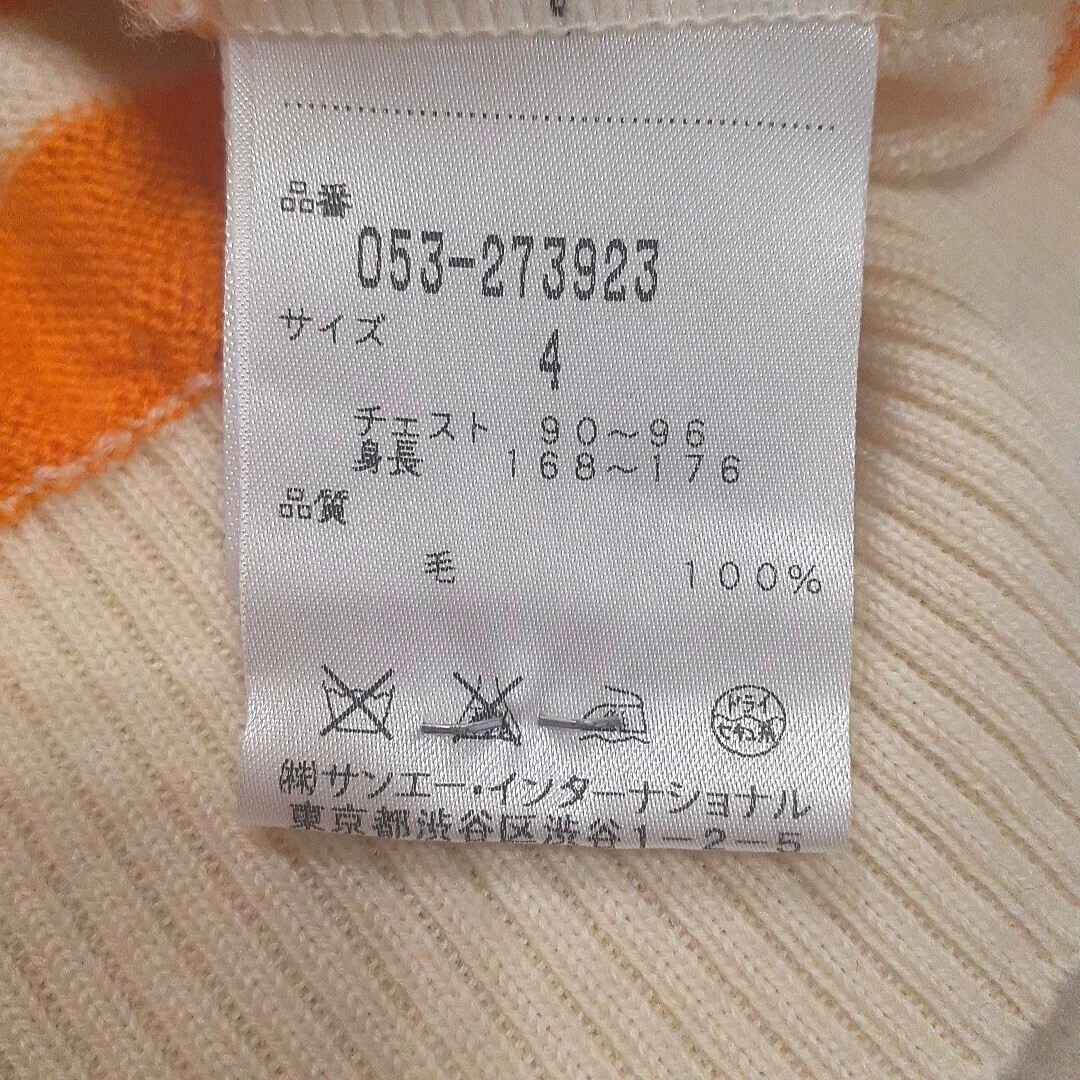 品番
053-273923
サイズ
4
チェスト 90～96
身長 168～176
品質
毛 100%
ドライ
(株)サンエー・インターナショナル
東京都渋谷区渋谷1-2-5